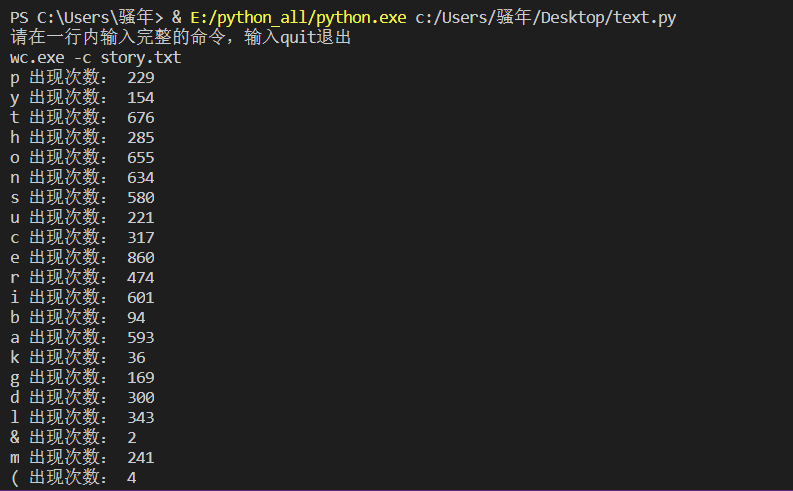 PS C:\Users\骚年> & E:/python_all/python.exe c:/Users/骚年/Desktop/text.py
请在一行内输入完整的命令，输入quit退出
wc.exe -c story.txt
p 出现次数： 229
y 出现次数： 154
t 出现次数： 676
h 出现次数： 285
o 出现次数： 655
n 出现次数： 634
s 出现次数： 580
u 出现次数： 221
c 出现次数： 317
e 出现次数： 860
r 出现次数： 474
i 出现次数： 601
b 出现次数： 94
a 出现次数： 593
k 出现次数： 36
g 出现次数： 169
d 出现次数： 300
l 出现次数： 343
& 出现次数： 2
m 出现次数： 241
( 出现次数： 4